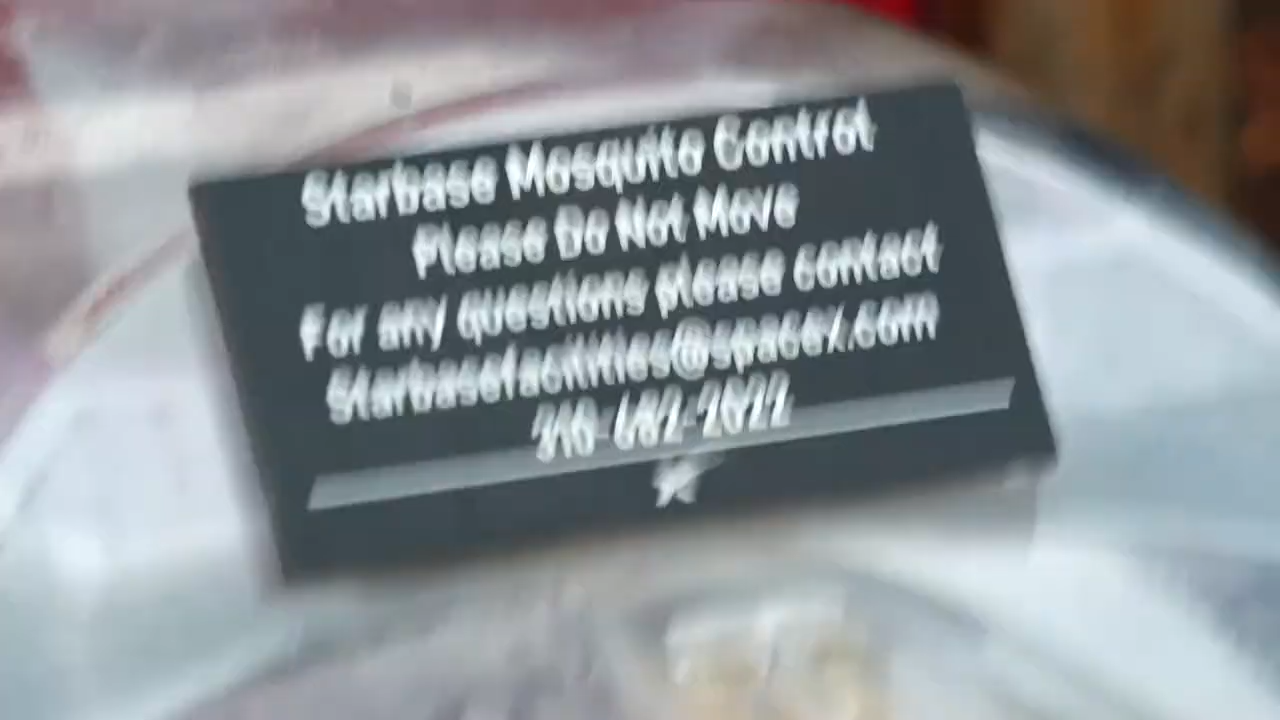 Starbase Mosquito Control
Please Do Not Move
For any questions please contact
Starbasefacilities@spacex.com